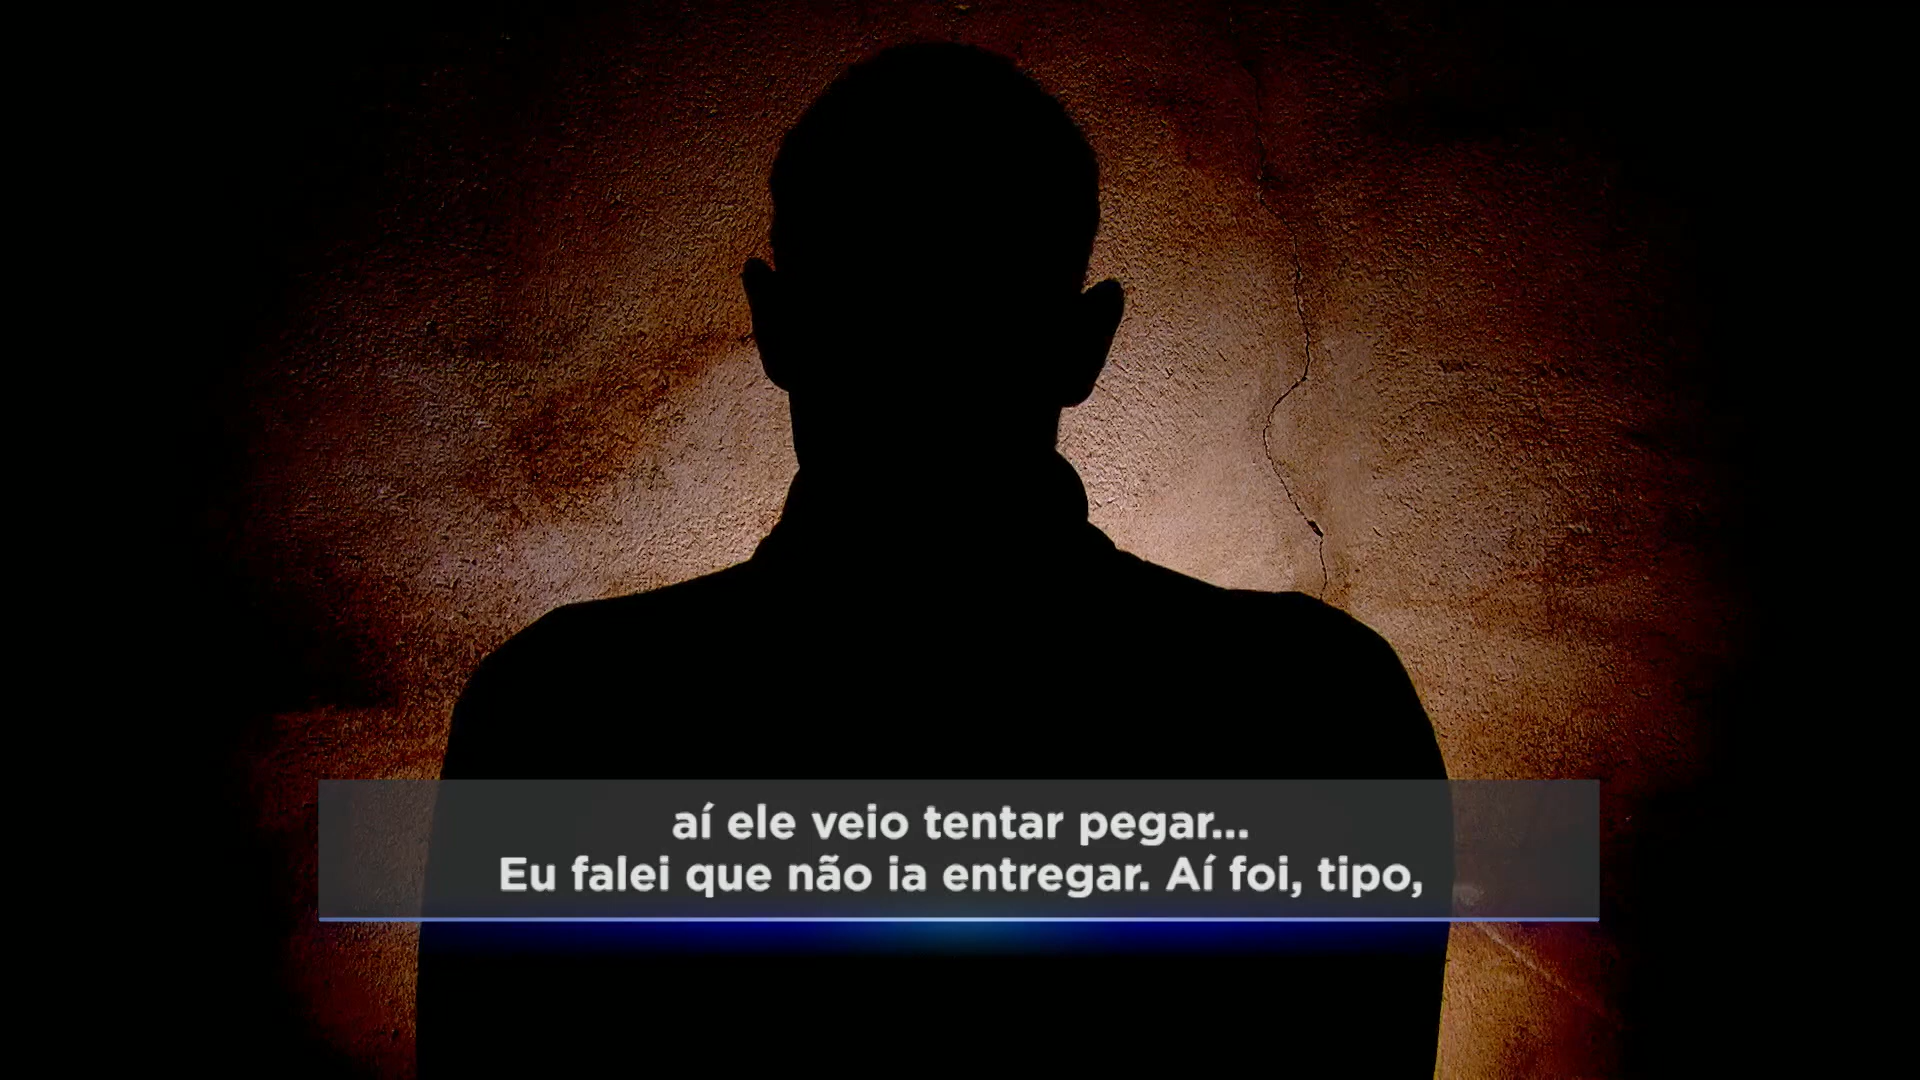 aí ele veio tentar pegar...
Eu falei que não ia entregar. Aí foi, tipo,